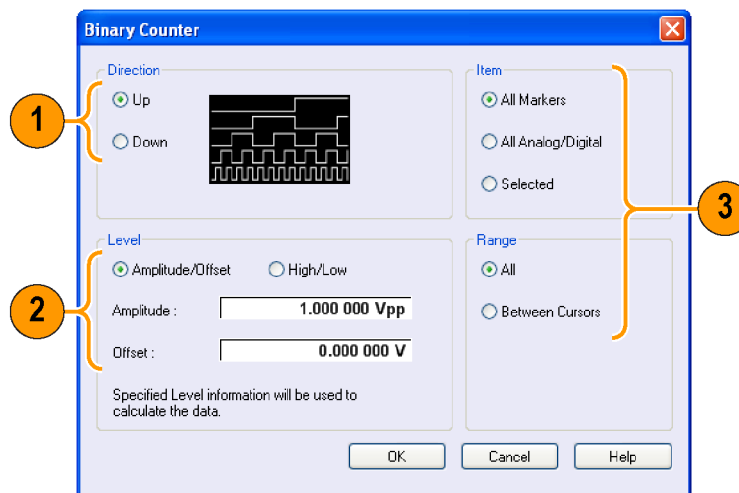 Binary Counter
Direction
Up
Down
1
Item
All Markers
All Analog/Digital
Selected
3
Level
Amplitude/Offset High/Low
Amplitude : 1.000 000 Vpp
Offset : 0.000 000 V
Specified Level information will be used to
calculate the data.
2
Range
All
Between Cursors
OK Cancel Help